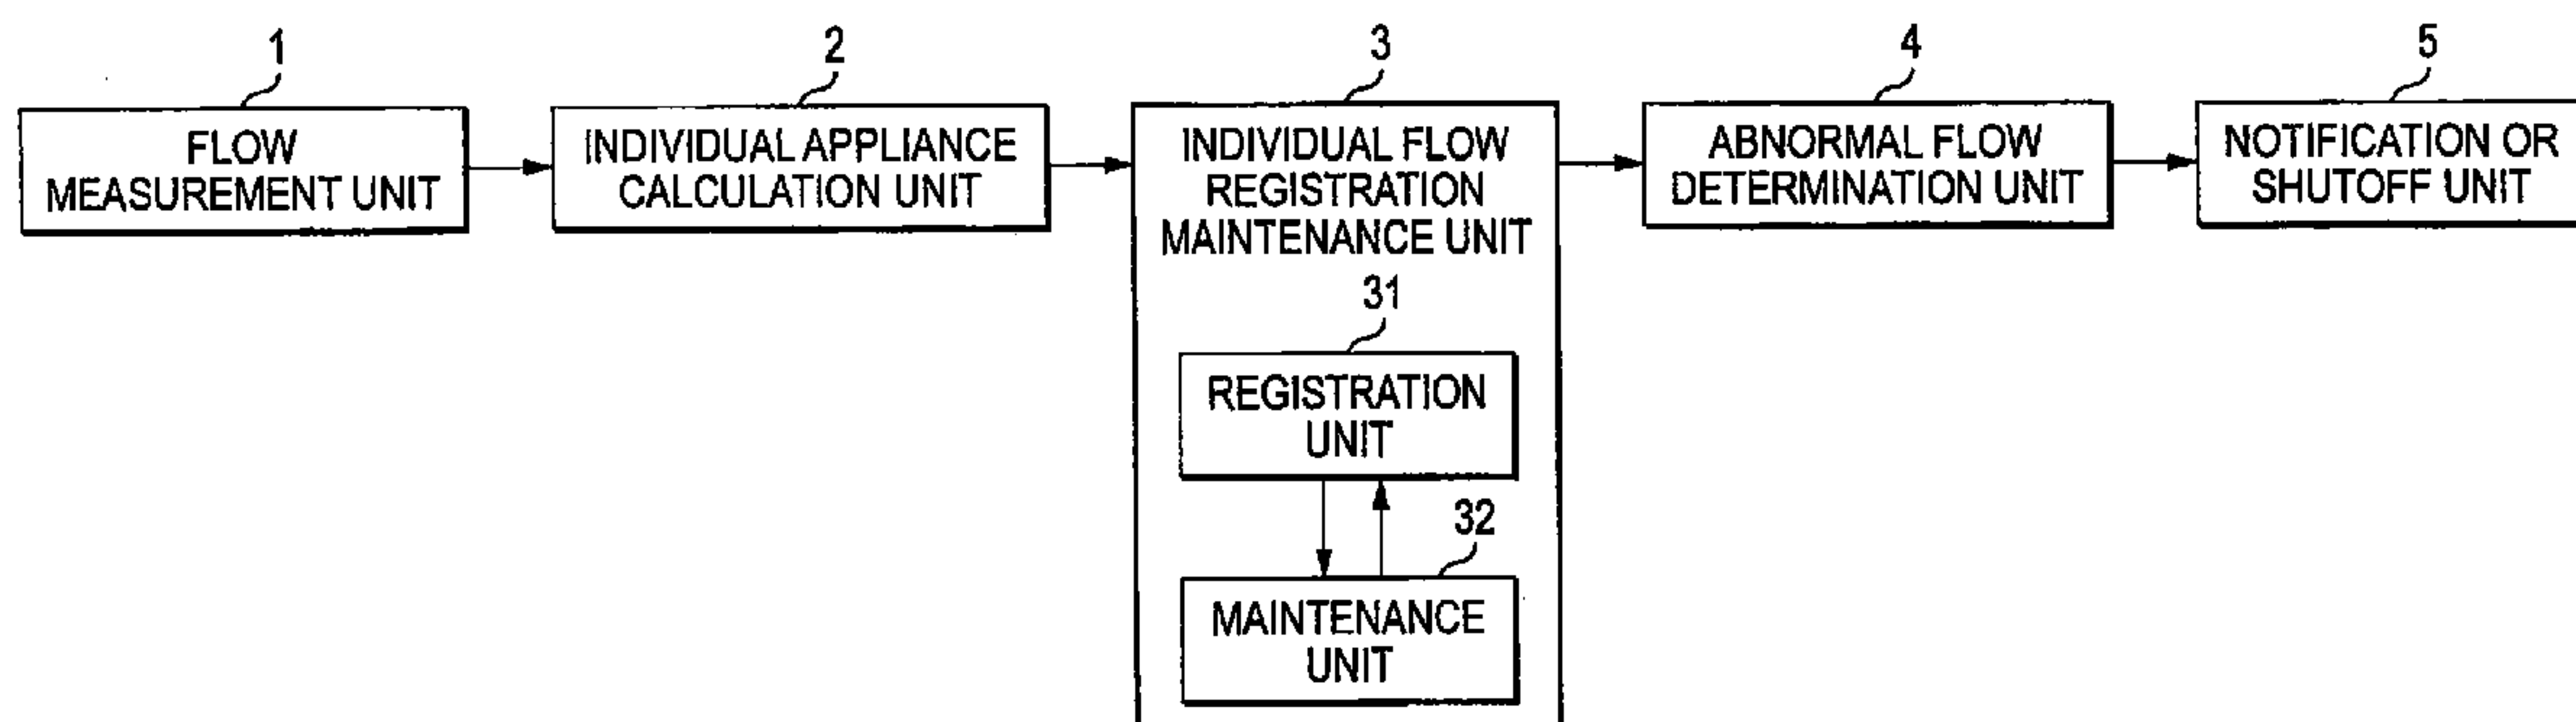 1
FLOW
MEASUREMENT UNIT
2
INDIVIDUAL APPLIANCE
CALCULATION UNIT
3
INDIVIDUAL FLOW
REGISTRATION
MAINTENANCE UNIT
31
REGISTRATION
UNIT
32
MAINTENANCE
UNIT
4
ABNORMAL FLOW
DETERMINATION UNIT
5
NOTIFICATION OR
SHUTOFF UNIT